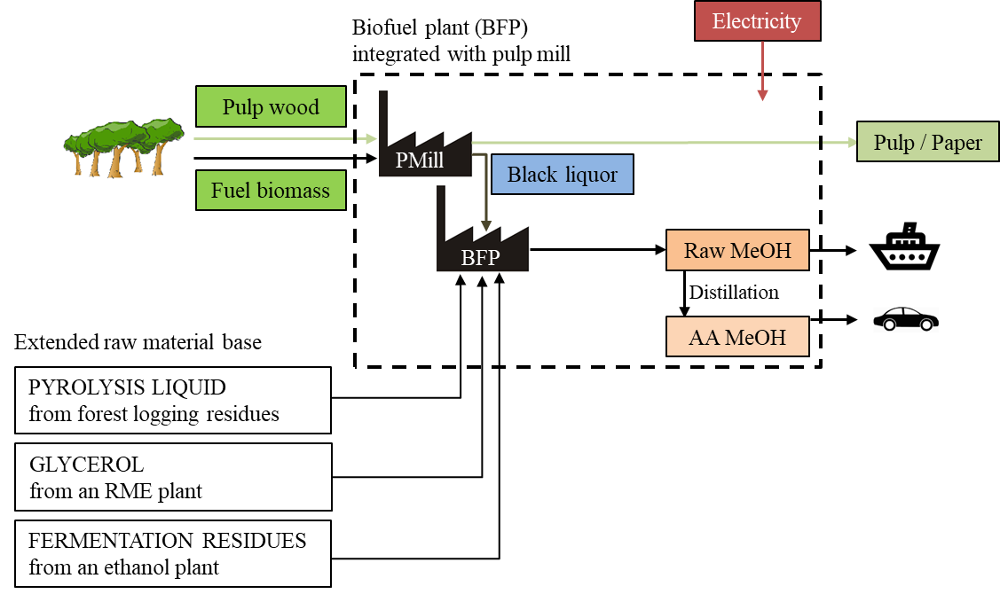 Electricity
Biofuel plant (BFP)
integrated with pulp mill
Pulp wood
Pulp / Paper
PMill
Black liquor
Fuel biomass
Raw MeOH
BFP
Distillation
AA MeOH
Extended raw material base
PYROLYSIS LIQUID
from forest logging residues
GLYCEROL
from an RME plant
FERMENTATION RESIDUES
from an ethanol plant